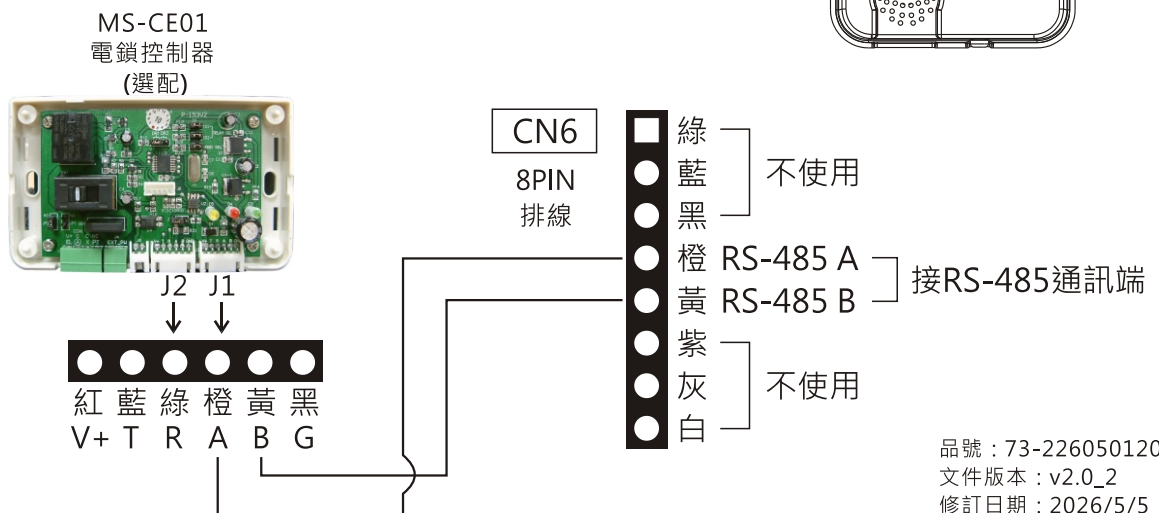 MS-CE01
電鎖控制器
(選配)
J2 J1
紅 藍 綠 橙 黃 黑
V+ T R A B G
CN6
8PIN
排線
綠
藍
黑
不使用
橙 RS-485 A
黃 RS-485 B
接RS-485通訊端
紫
灰
白
不使用
品號：73-226050120
文件版本：v2.0_2
修訂日期：2026/5/5